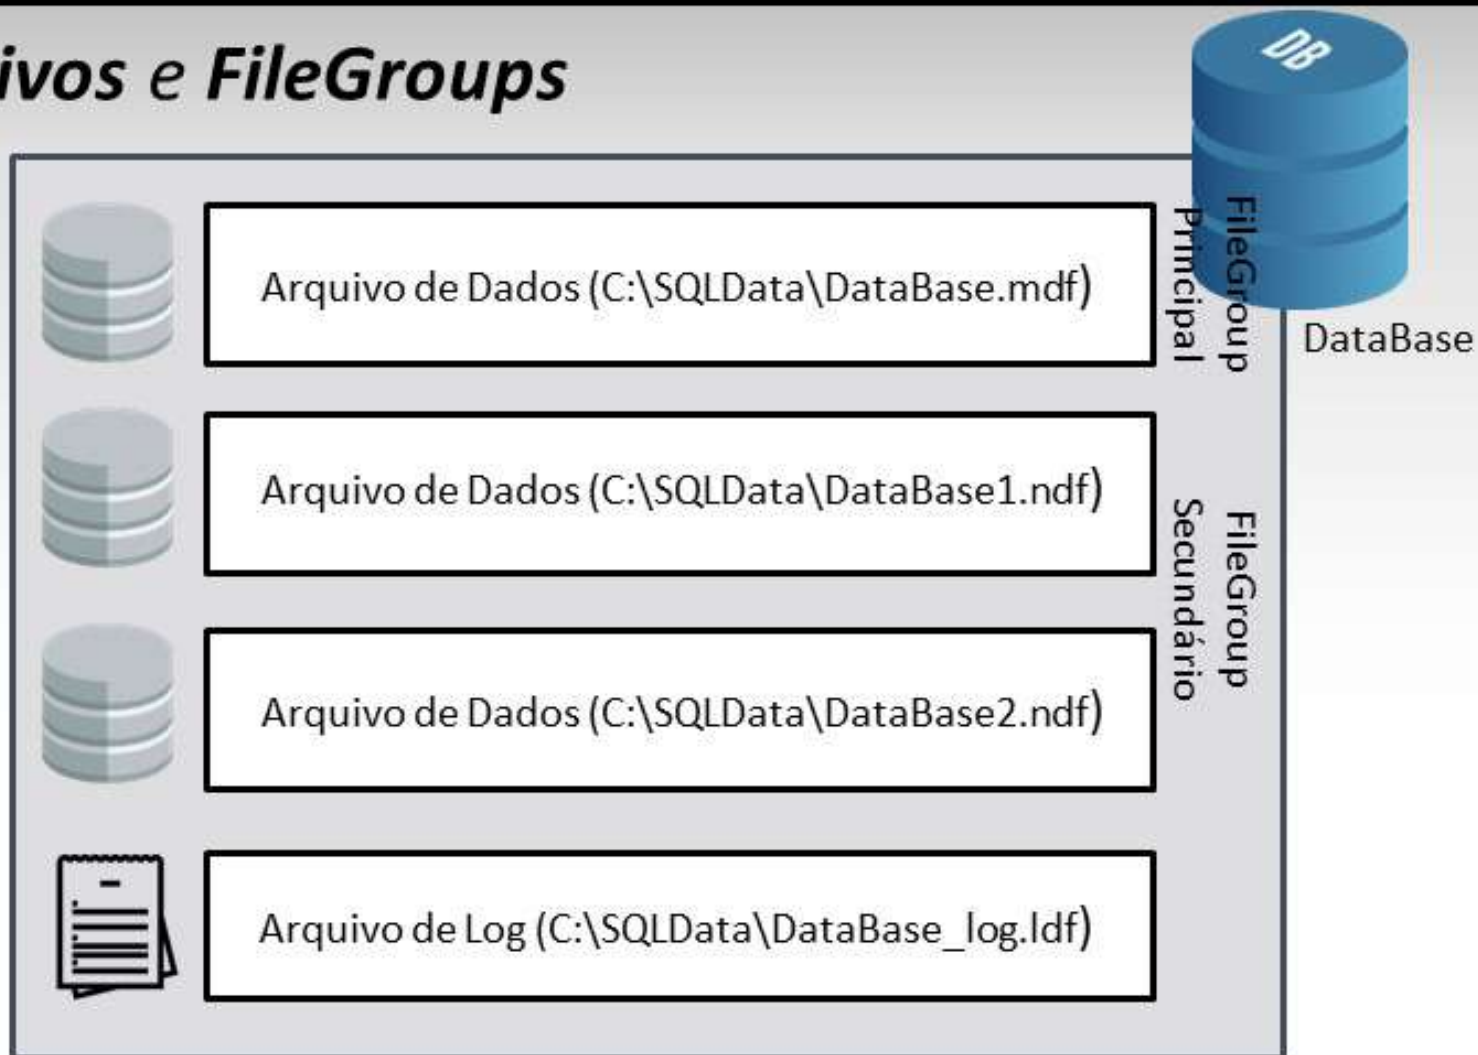 ivos e FileGroups
DB
DataBase
Arquivo de Dados (C:\SQLData\DataBase.mdf)
FileGroup
Principal
Arquivo de Dados (C:\SQLData\DataBase1.ndf)
Arquivo de Dados (C:\SQLData\DataBase2.ndf)
FileGroup
Secundário
Arquivo de Log (C:\SQLData\DataBase_log.ldf)